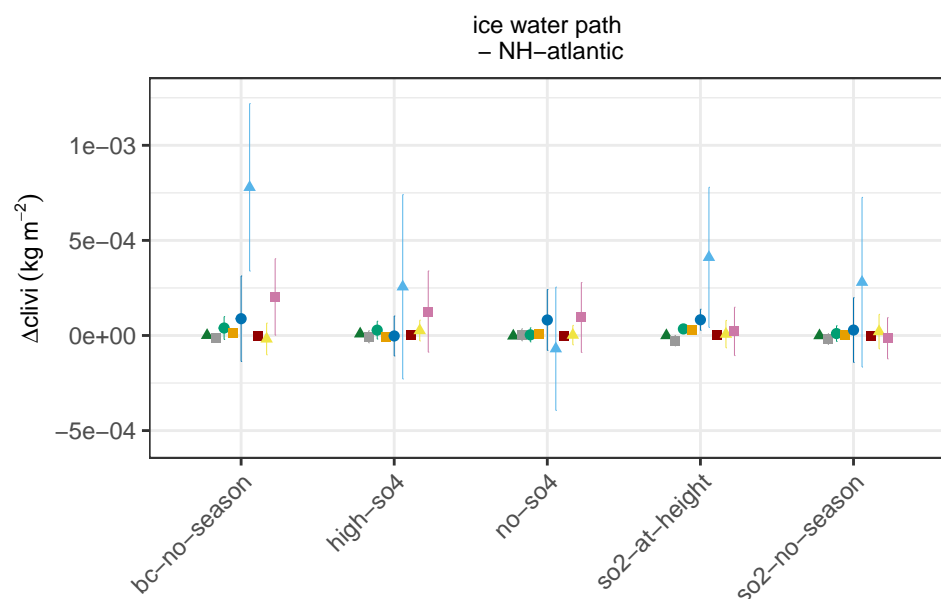 ice water path
− NH−atlantic
Δclivi (kg m⁻²)
1e−03
5e−04
0e+00
−5e−04
bc−no−season
high−so4
no−so4
so2−at−height
so2−no−season